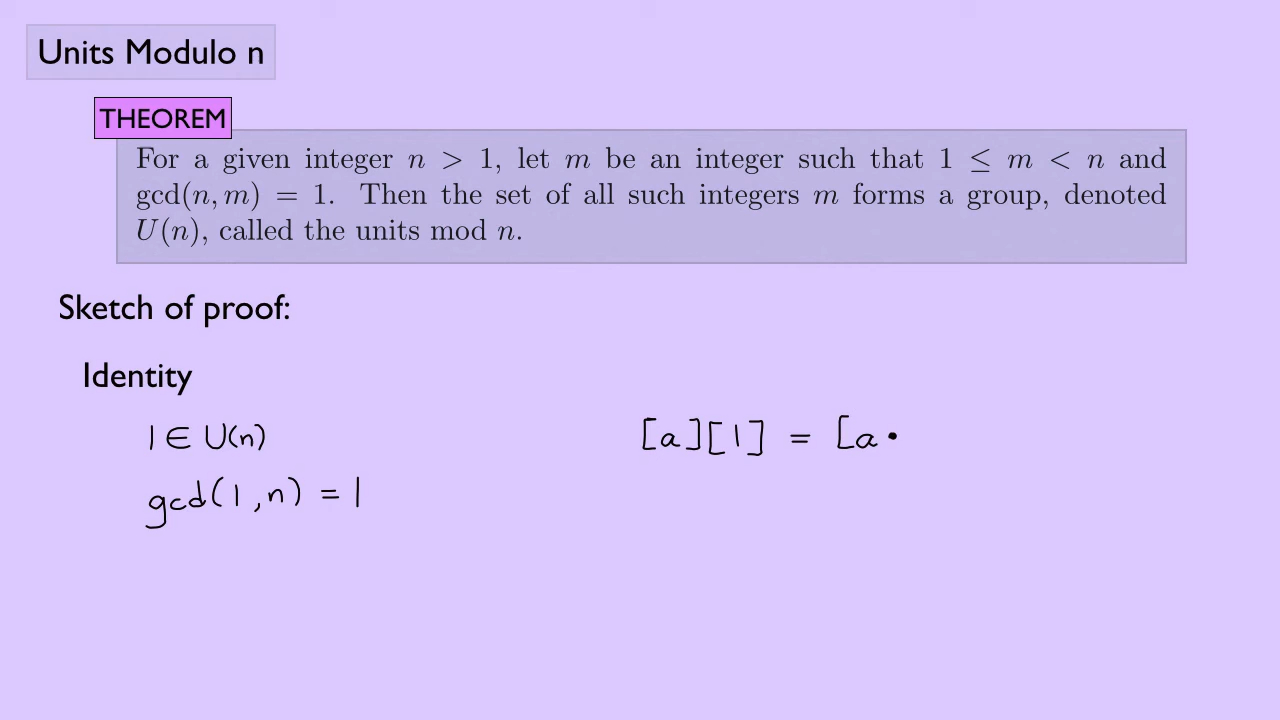 Units Modulo n
THEOREM
For a given integer n > 1, let m be an integer such that 1 ≤ m < n and
gcd(n, m) = 1. Then the set of all such integers m forms a group, denoted
U(n), called the units mod n.
Sketch of proof:
Identity
1 ∈ U(n)
[a][1] = [a •
gcd(1, n) = 1